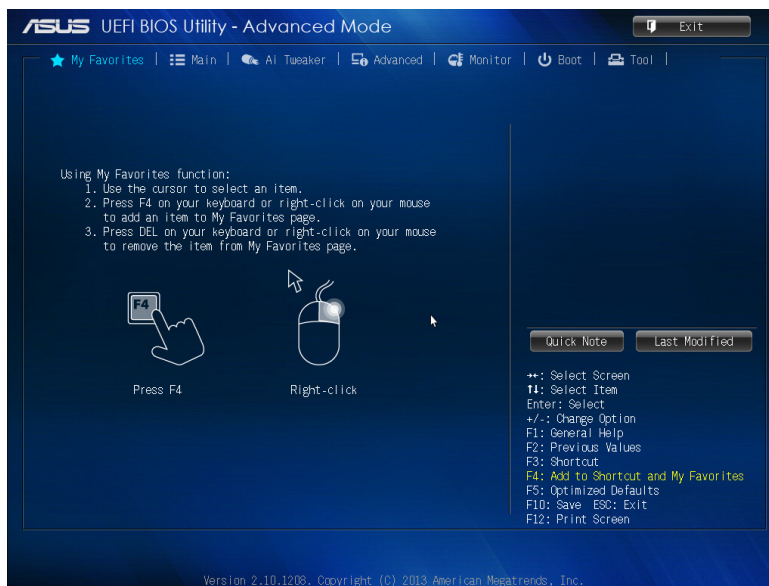 ASUS UEFI BIOS Utility - Advanced Mode
Exit
My Favorites | Main | Ai Tweaker | Advanced | Monitor | Boot | Tool |
Using My Favorites function:
1. Use the cursor to select an item.
2. Press F4 on your keyboard or right-click on your mouse
to add an item to My Favorites page.
3. Press DEL on your keyboard or right-click on your mouse
to remove the item from My Favorites page.
F4
Press F4
Right-click
Quick Note
Last Modified
→←: Select Screen
↑↓: Select Item
Enter: Select
+/-: Change Option
F1: General Help
F2: Previous Values
F3: Shortcut
F4: Add to Shortcut and My Favorites
F5: Optimized Defaults
F10: Save ESC: Exit
F12: Print Screen
Version 2.10.1208. Copyright (C) 2013 American Megatrends, Inc.